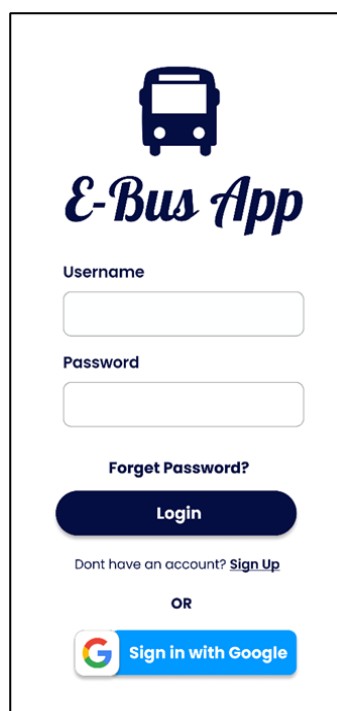 E-Bus App
Username
Password
Forget Password?
Login
Dont have an account? Sign Up
OR
Sign in with Google